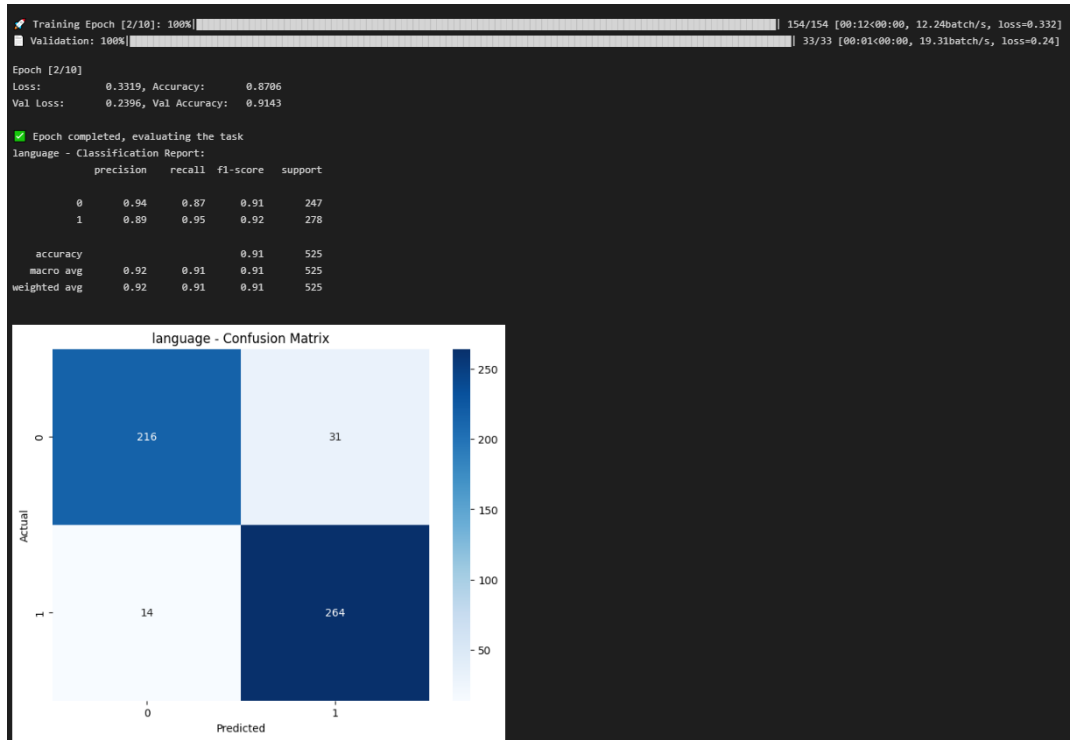 🚀 Training Epoch [2/10]: 100%|██████████| 154/154 [00:12<00:00, 12.24batch/s, loss=0.332]
📄 Validation: 100%|██████████| 33/33 [00:01<00:00, 19.31batch/s, loss=0.24]
Epoch [2/10]
Loss: 0.3319, Accuracy: 0.8706
Val Loss: 0.2396, Val Accuracy: 0.9143
✅ Epoch completed, evaluating the task
language - Classification Report:
precision recall f1-score support
0 0.94 0.87 0.91 247
1 0.89 0.95 0.92 278
accuracy 0.91 525
macro avg 0.92 0.91 0.91 525
weighted avg 0.92 0.91 0.91 525
language - Confusion Matrix
250
0 216 31
200
150
Actual
100
1 14 264
50
0 1
Predicted